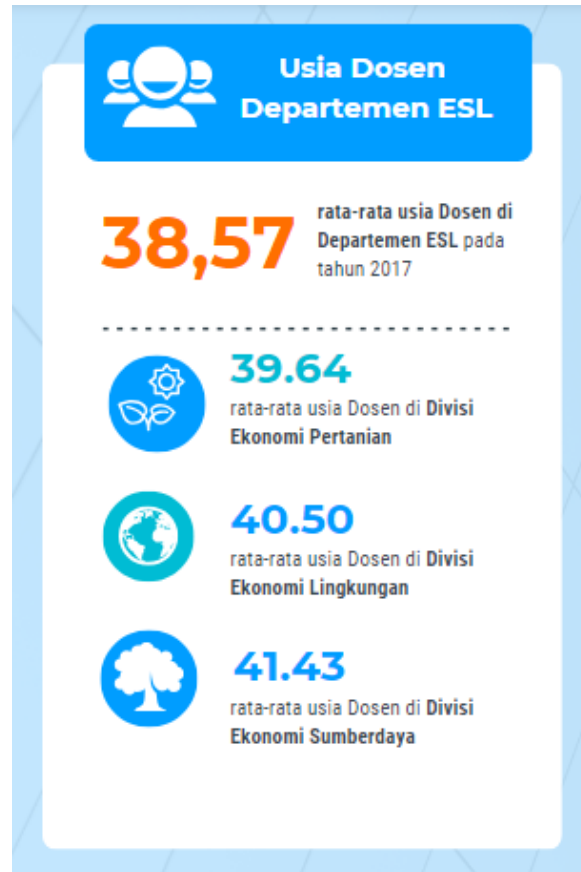 Usia Dosen
Departemen ESL
38,57
rata-rata usia Dosen di
Departemen ESL pada
tahun 2017
39.64
rata-rata usia Dosen di Divisi
Ekonomi Pertanian
40.50
rata-rata usia Dosen di Divisi
Ekonomi Lingkungan
41.43
rata-rata usia Dosen di Divisi
Ekonomi Sumberdaya